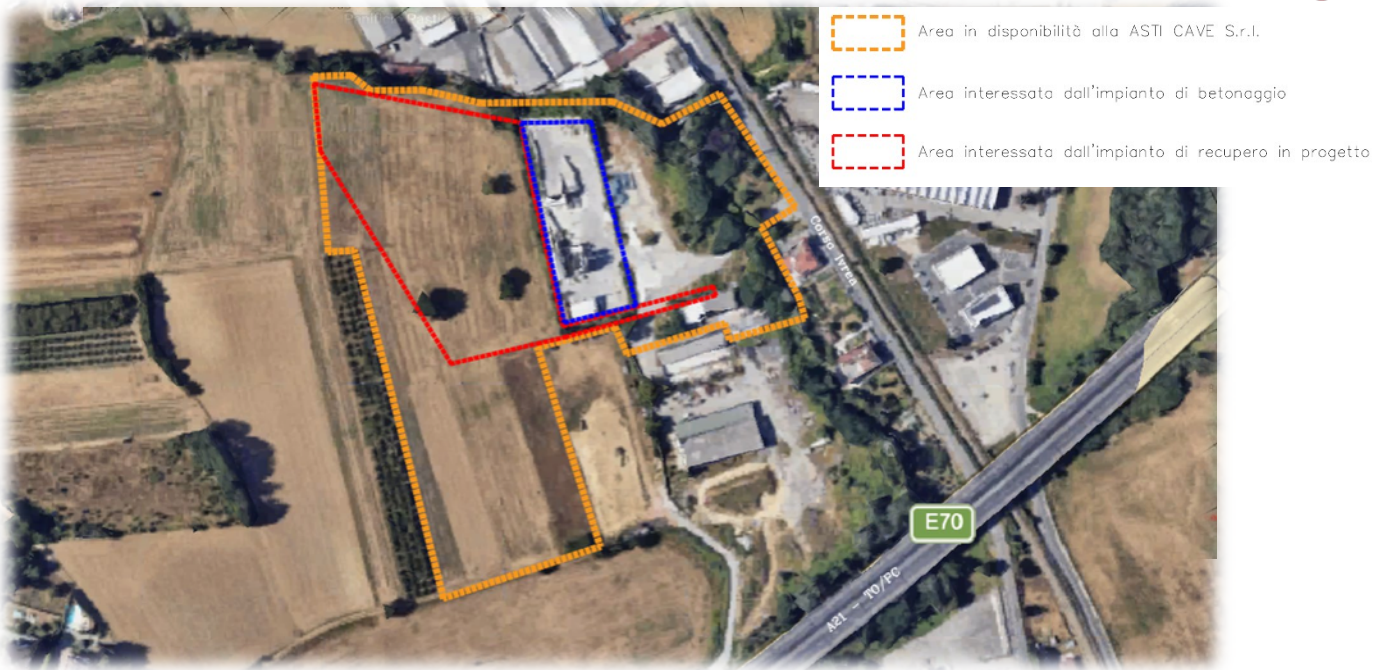 Area in disponibilità alla ASTI CAVE S.r.l.
Area interessata dall'impianto di betonaggio
Area interessata dall'impianto di recupero in progetto
Corso Ivrea
E70
A21 - TO/PC